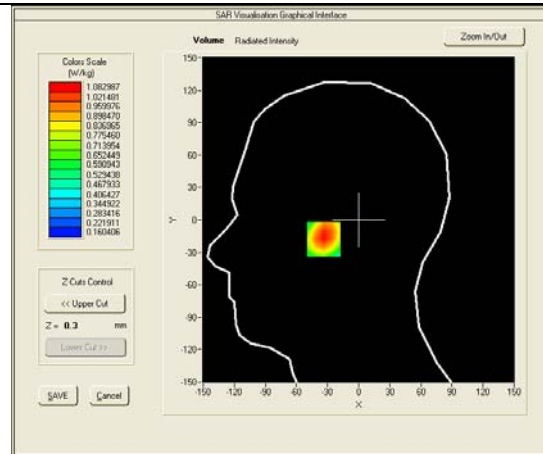 SAR Visualisation Graphical Interface
Volume Radiated Intensity
Zoom In/Out
Colors Scale
(W/kg)
1.082987
1.021481
0.959976
0.898470
0.836965
0.775460
0.713954
0.652449
0.590943
0.529438
0.467933
0.406427
0.344922
0.283416
0.221911
0.160406
Z Cuts Control
<< Upper Cut
Z = 0.3 mm
Lower Cut >>
SAVE Cancel
150
120
90
60
30
0
-30
-60
-90
-120
-150
Y
-150 -120 -90 -60 -30 0 30 60 90 120 150
X